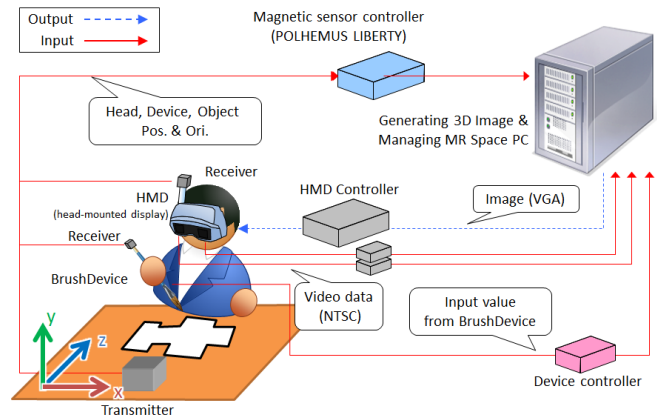 Output
Input
Magnetic sensor controller
(POLHEMUS LIBERTY)
Head, Device, Object
Pos. & Ori.
Generating 3D Image &
Managing MR Space PC
Receiver
HMD
(head-mounted display)
HMD Controller
Image (VGA)
Receiver
BrushDevice
Video data
(NTSC)
Input value
from BrushDevice
y
z
x
Transmitter
Device controller